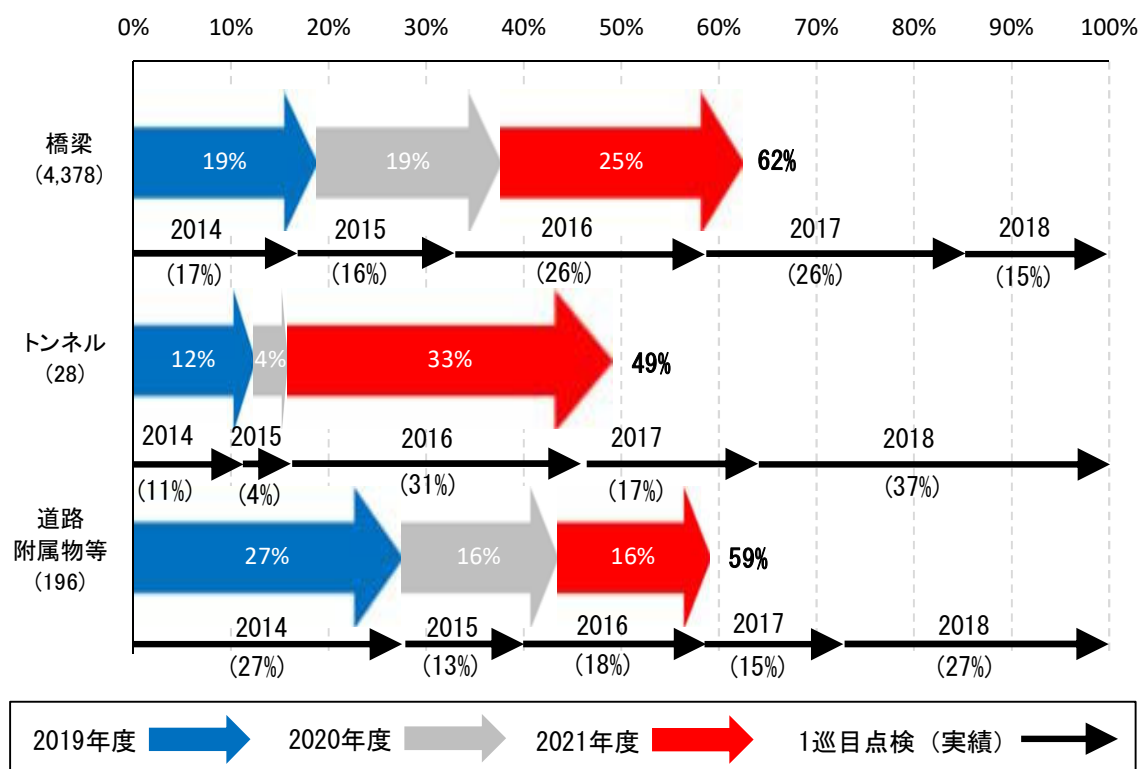 0% 10% 20% 30% 40% 50% 60% 70% 80% 90% 100%
橋梁
(4,378)
19% 19% 25% 62%
2014 2015 2016 2017 2018
(17%) (16%) (26%) (26%) (15%)
トンネル
(28)
12% 4% 33% 49%
2014 2015 2016 2017 2018
(11%) (4%) (31%) (17%) (37%)
道路
附属物等
(196)
27% 16% 16% 59%
2014 2015 2016 2017 2018
(27%) (13%) (18%) (15%) (27%)
2019年度 2020年度 2021年度 1巡目点検（実績）